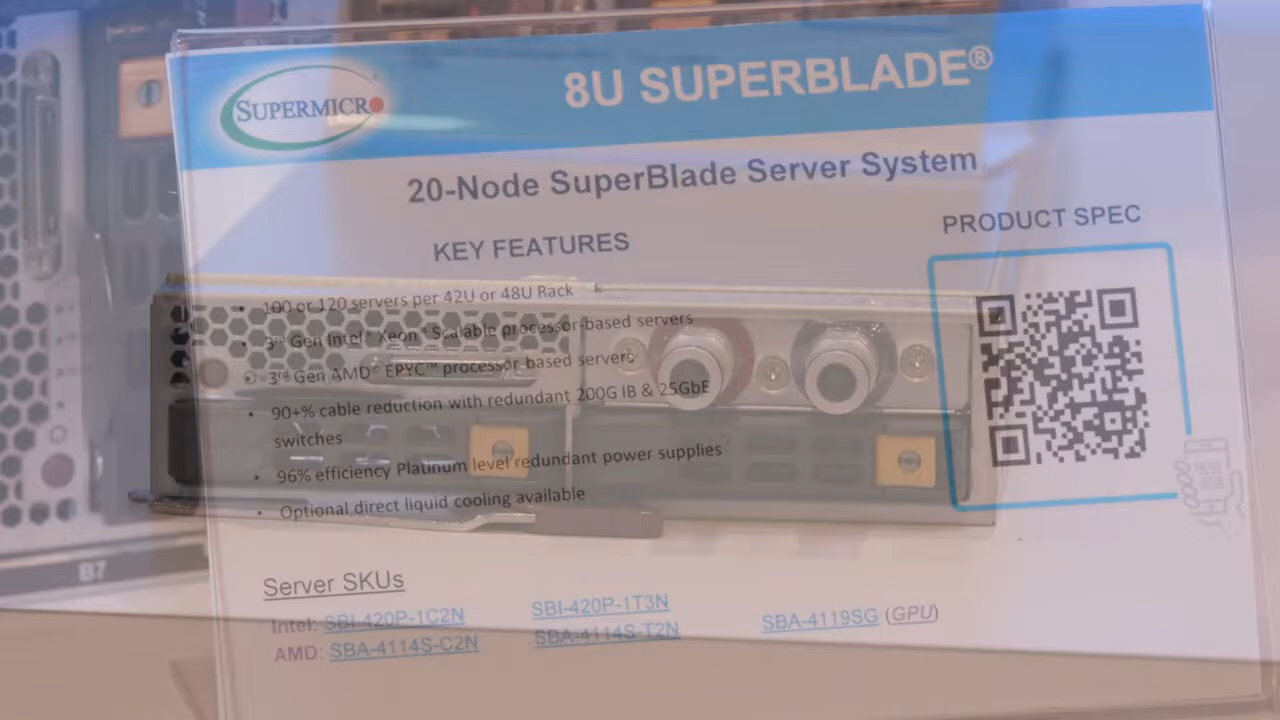 SUPERMICRO
8U SUPERBLADE®
20-Node SuperBlade Server System
KEY FEATURES
PRODUCT SPEC
• 100 or 120 servers per 42U or 48U Rack
• 3rd Gen Intel® Xeon® Scalable processor-based servers
• 3rd Gen AMD® EPYC™ processor-based servers
• 90+% cable reduction with redundant 200G IB & 25GbE
switches
• 96% efficiency Platinum level redundant power supplies
• Optional direct liquid cooling available
Server SKUs
Intel: SBI-420P-1C2N SBI-420P-1T3N SBA-4119SG (GPU)
AMD: SBA-4114S-C2N SBA-4114S-T2N
B7